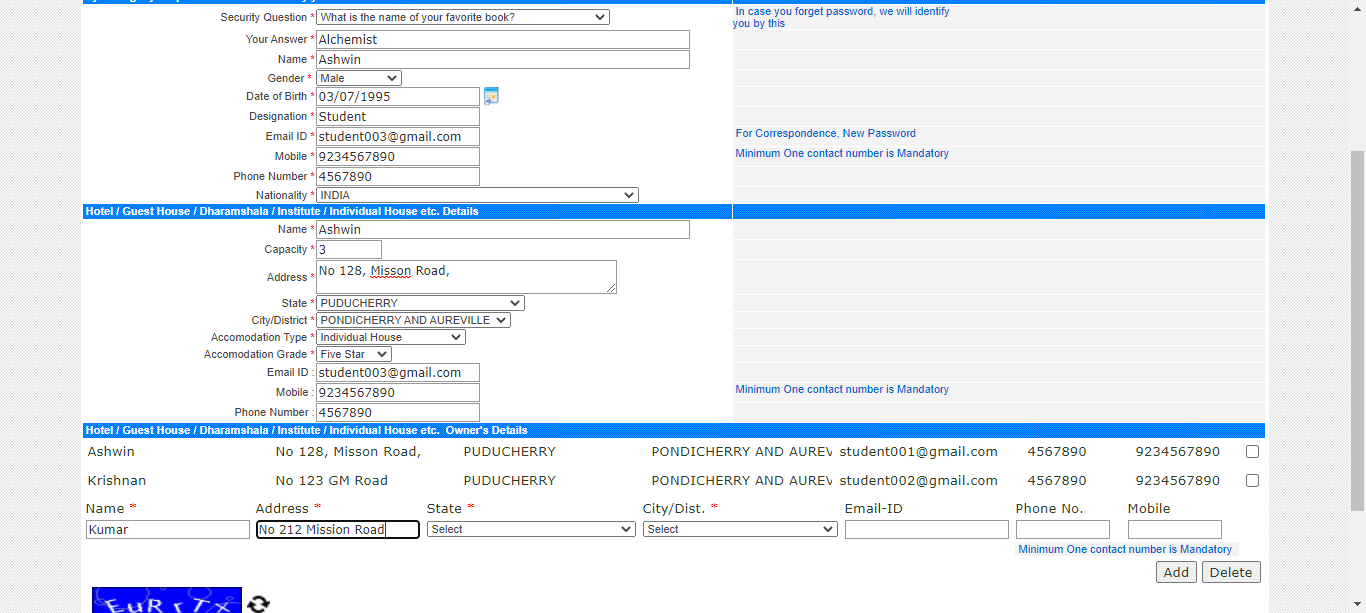 Security Question * What is the name of your favorite book? In case you forget password, we will identify
you by this
Your Answer * Alchemist
Name * Ashwin
Gender * Male
Date of Birth * 03/07/1995
Designation * Student
Email ID * student003@gmail.com For Correspondence, New Password
Mobile * 9234567890 Minimum One contact number is Mandatory
Phone Number * 4567890
Nationality * INDIA
Hotel / Guest House / Dharamshala / Institute / Individual House etc. Details
Name * Ashwin
Capacity * 3
Address * No 128, Misson Road,
State * PUDUCHERRY
City/District * PONDICHERRY AND AUREVILLE
Accomodation Type * Individual House
Accomodation Grade * Five Star
Email ID : student003@gmail.com
Mobile : 9234567890 Minimum One contact number is Mandatory
Phone Number : 4567890
Hotel / Guest House / Dharamshala / Institute / Individual House etc. Owner's Details
Ashwin No 128, Misson Road, PUDUCHERRY PONDICHERRY AND AUREV student001@gmail.com 4567890 9234567890
Krishnan No 123 GM Road PUDUCHERRY PONDICHERRY AND AUREV student002@gmail.com 4567890 9234567890
Name * Address * State * City/Dist. * Email-ID Phone No. Mobile
Kumar No 212 Mission Road Select Select
Minimum One contact number is Mandatory
Add Delete